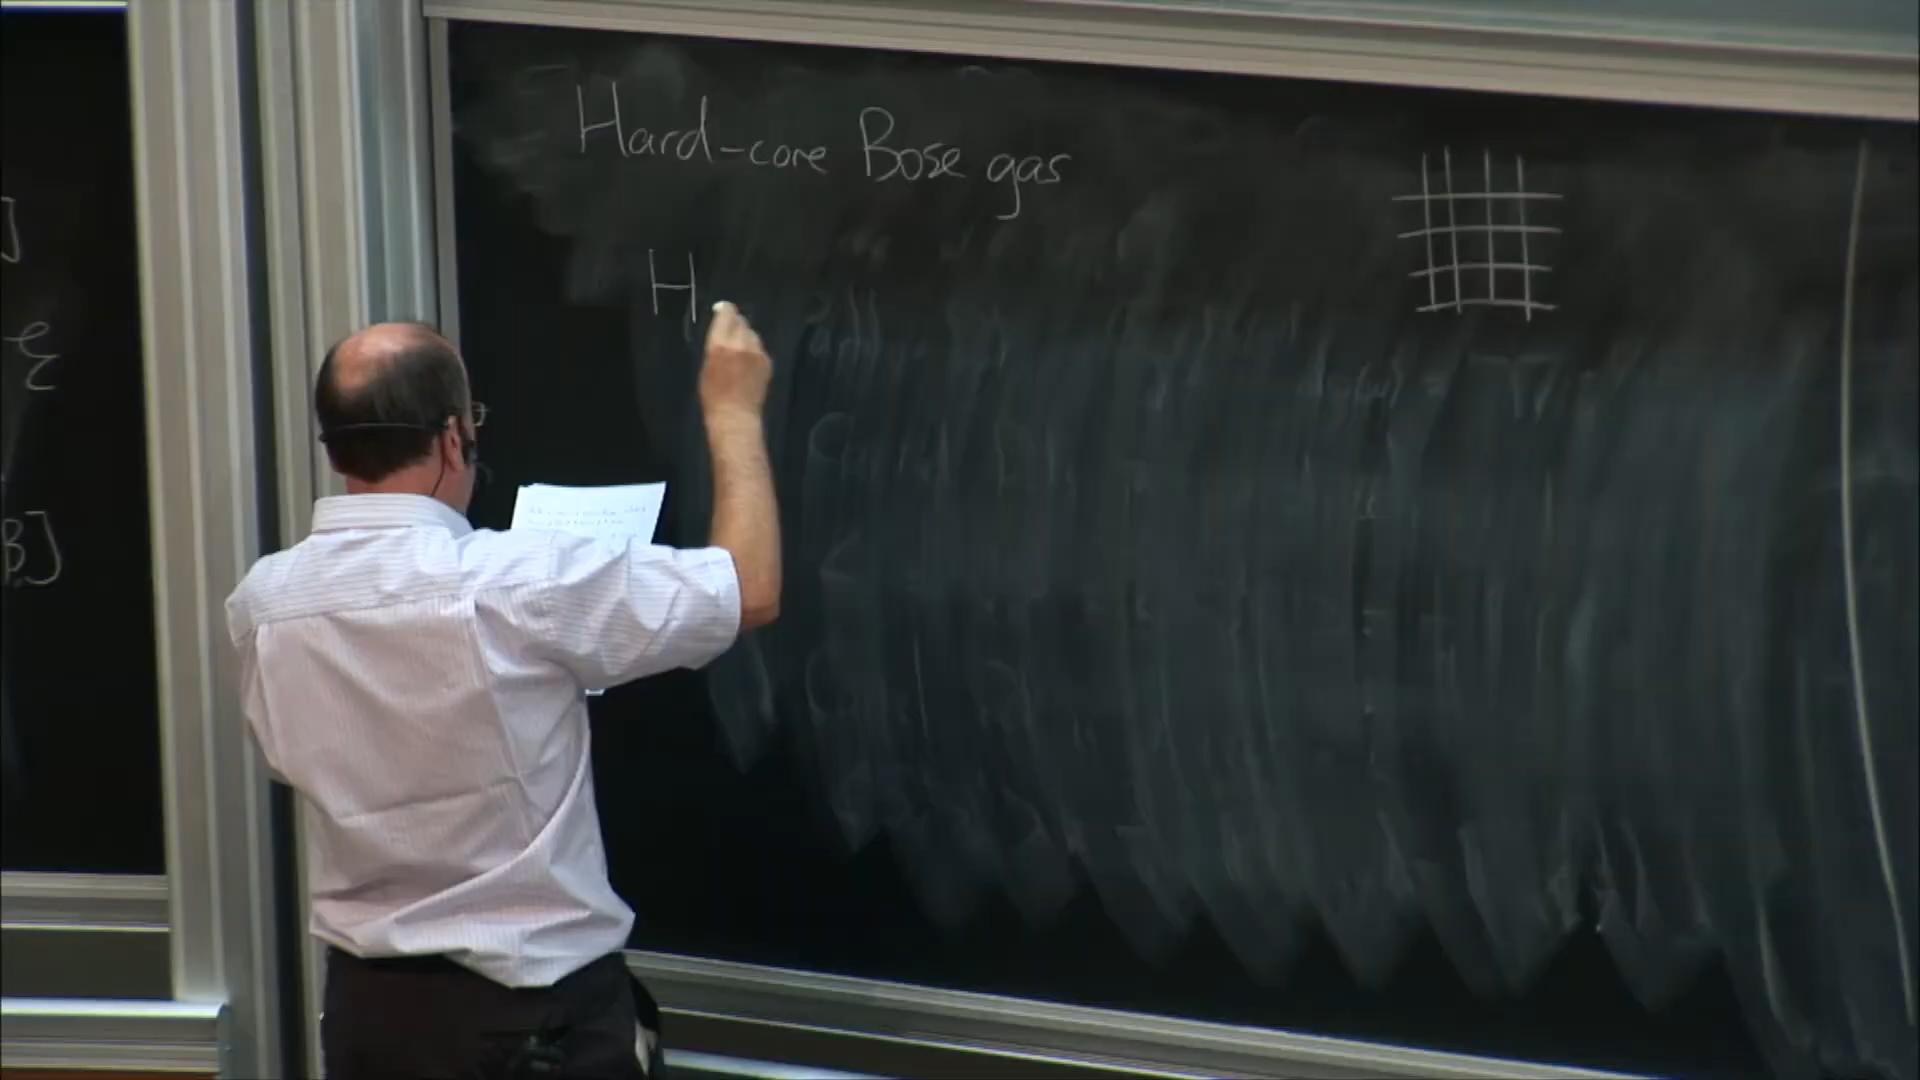 Hard-core Bose gas
H
]
ξ
B]